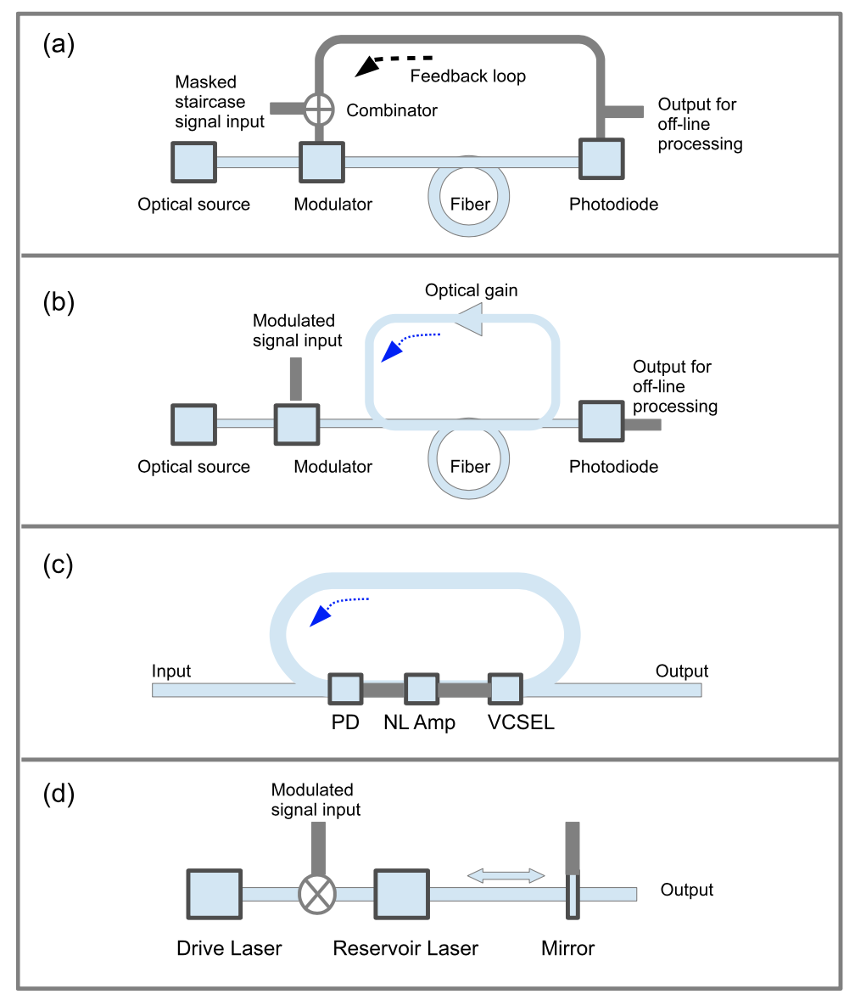 (a)
Feedback loop
Masked
staircase
signal input
Combinator
Output for
off-line
processing
Optical source
Modulator
Fiber
Photodiode
(b)
Optical gain
Modulated
signal input
Output for
off-line
processing
Optical source
Modulator
Fiber
Photodiode
(c)
Input
Output
PD
NL Amp
VCSEL
(d)
Modulated
signal input
Output
Drive Laser
Reservoir Laser
Mirror